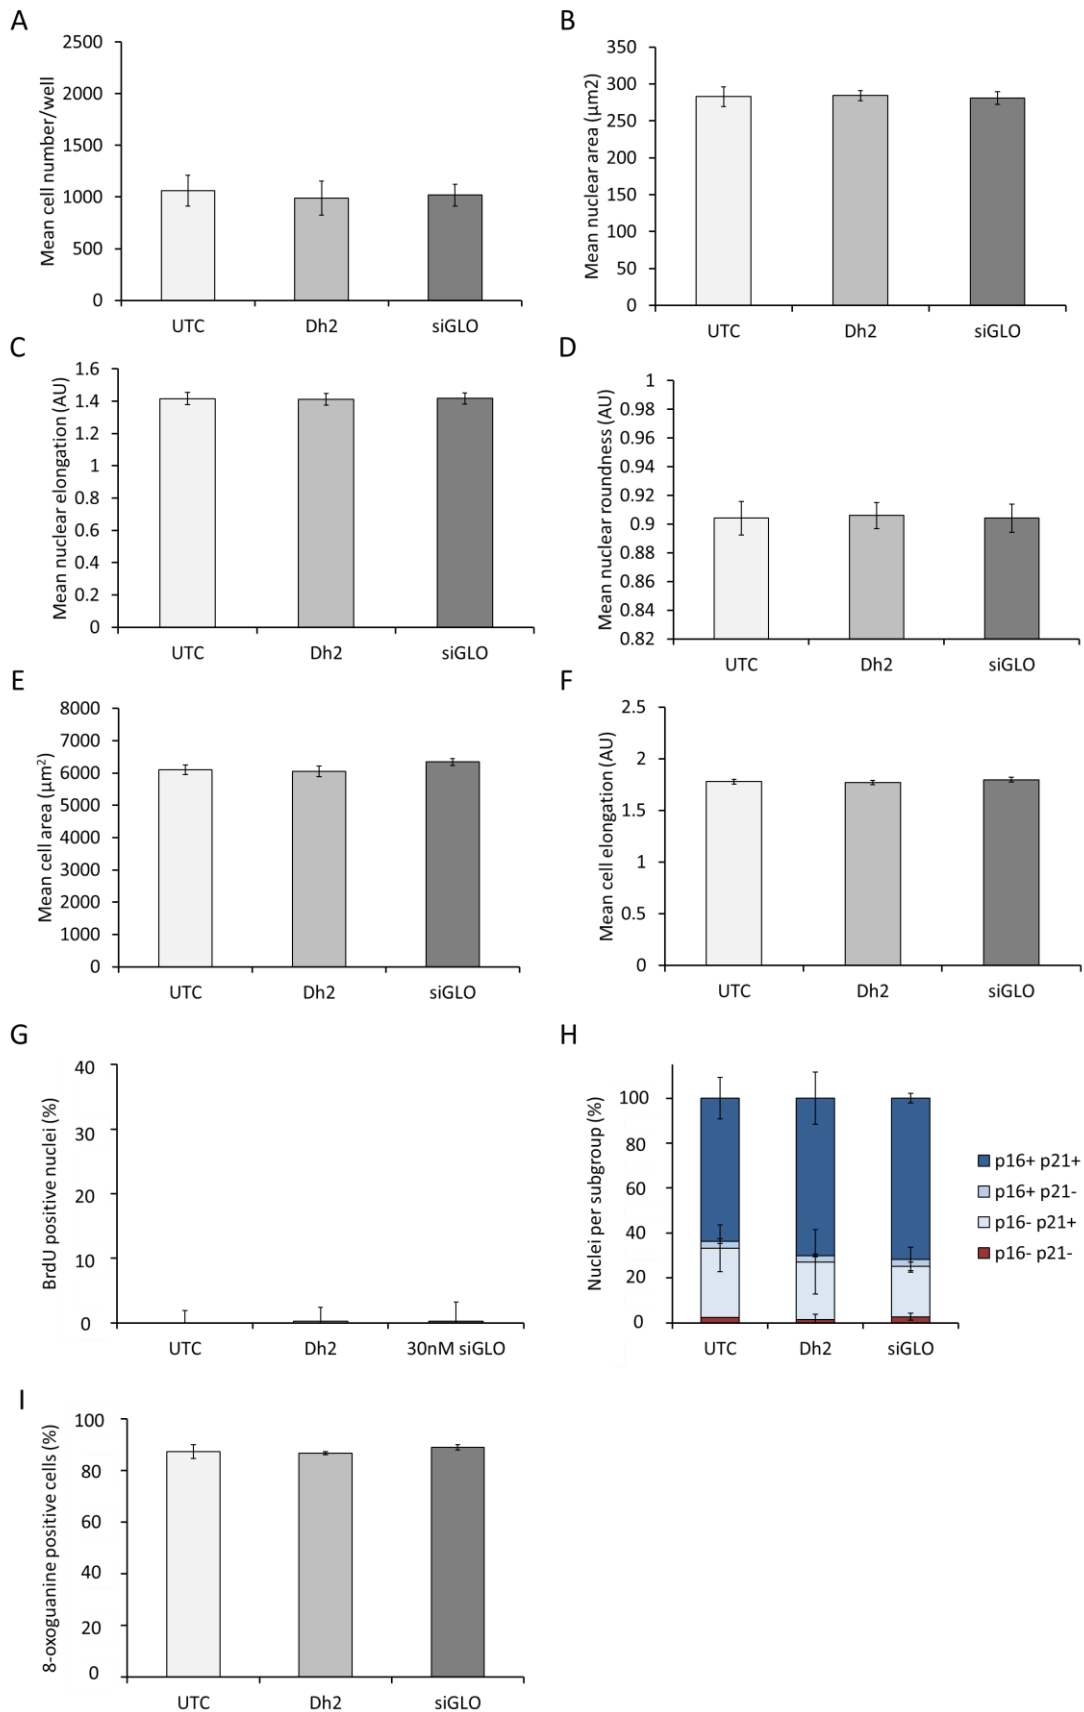 A
Mean cell number/well
2500
2000
1500
1000
500
0
UTC
Dh2
siGLO
B
Mean nuclear area (µm2)
350
300
250
200
150
100
50
0
UTC
Dh2
siGLO
C
Mean nuclear elongation (AU)
1.6
1.4
1.2
1
0.8
0.6
0.4
0.2
0
UTC
Dh2
siGLO
D
Mean nuclear roundness (AU)
1
0.98
0.96
0.94
0.92
0.9
0.88
0.86
0.84
0.82
UTC
Dh2
siGLO
E
Mean cell area (µm²)
8000
7000
6000
5000
4000
3000
2000
1000
0
UTC
Dh2
siGLO
F
Mean cell elongation (AU)
2.5
2
1.5
1
0.5
0
UTC
Dh2
siGLO
G
BrdU positive nuclei (%)
40
30
20
10
0
UTC
Dh2
30nM siGLO
H
Nuclei per subgroup (%)
100
80
60
40
20
0
UTC
Dh2
siGLO
p16+ p21+
p16+ p21-
p16- p21+
p16- p21-
I
8-oxoguanine positive cells (%)
100
80
60
40
20
0
UTC
Dh2
siGLO